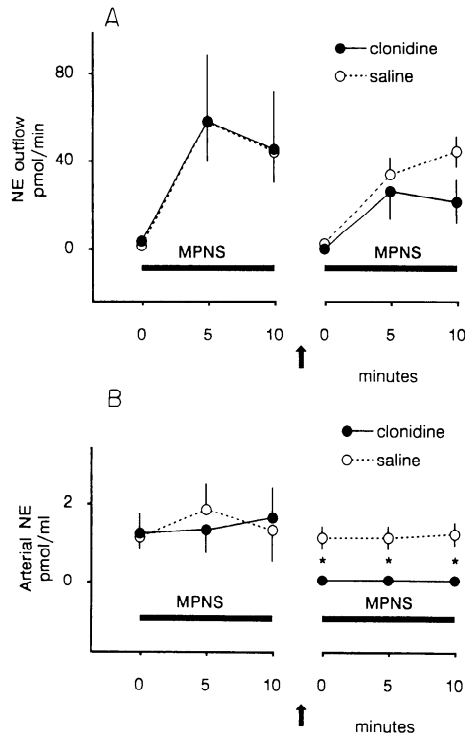 A
clonidine
saline
NE outflow
pmol/min
80
40
0
MPNS
MPNS
0 5 10 0 5 10
minutes
B
clonidine
saline
Arterial NE
pmol/ml
2
0
* * *
MPNS
MPNS
0 5 10 0 5 10
minutes